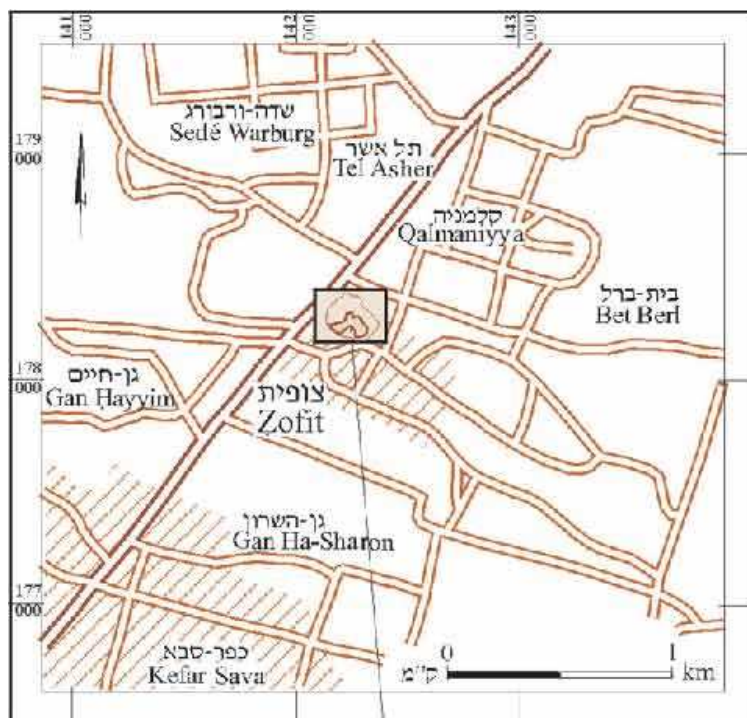 141
000
142
000
143
000
179
000
שדה-ורבורג
Sedé Warburg
תל אשר
Tel Asher
קלמניה
Qalmaniyya
בית-ברל
Bet Berl
178
000
גן-חיים
Gan Ḥayyim
צופית
Zofit
גן-השרון
Gan Ha-Sharon
177
000
כפר-סבא
Kefar Sava
0
1
ק"מ
km